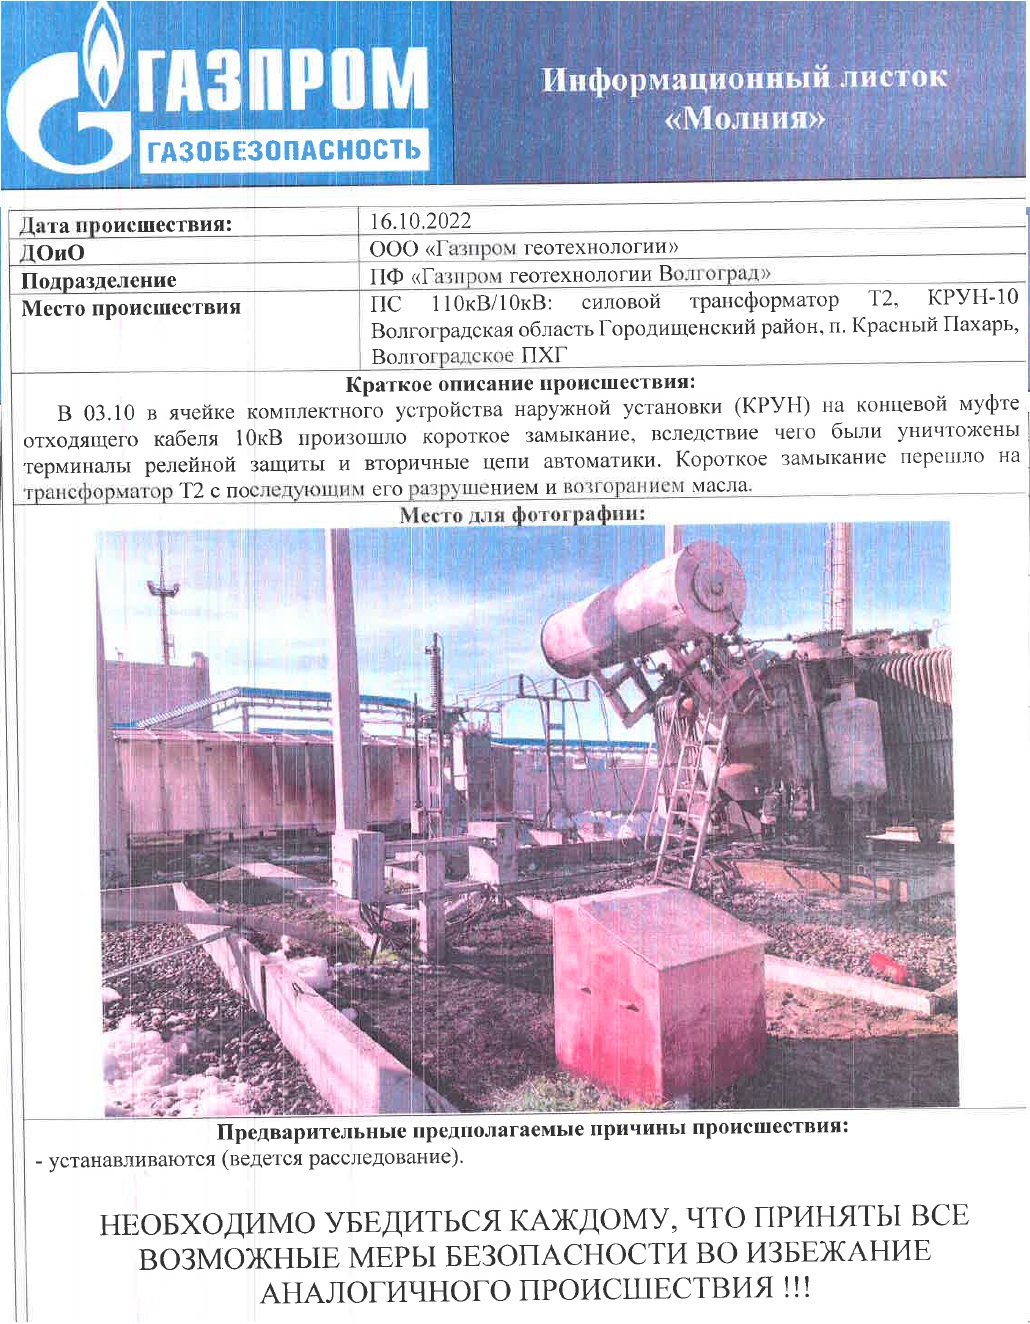 ГАЗПРОМ
ГАЗОБЕЗОПАСНОСТЬ
Информационный листок
«Молния»
Дата происшествия: 16.10.2022
ДОиО ООО «Газпром геотехнологии»
Подразделение ПФ «Газпром геотехнологии Волгоград»
Место происшествия ПС 110кВ/10кВ: силовой трансформатор Т2, КРУН-10
Волгоградская область Городищенский район, п. Красный Пахарь,
Волгоградское ПХГ
Краткое описание происшествия:
В 03.10 в ячейке комплектного устройства наружной установки (КРУН) на концевой муфте
отходящего кабеля 10кВ произошло короткое замыкание, вследствие чего были уничтожены
терминалы релейной защиты и вторичные цепи автоматики. Короткое замыкание перешло на
трансформатор Т2 с последующим его разрушением и возгоранием масла.
Место для фотографии:
Предварительные предполагаемые причины происшествия:
- устанавливаются (ведется расследование).
НЕОБХОДИМО УБЕДИТЬСЯ КАЖДОМУ, ЧТО ПРИНЯТЫ ВСЕ
ВОЗМОЖНЫЕ МЕРЫ БЕЗОПАСНОСТИ ВО ИЗБЕЖАНИЕ
АНАЛОГИЧНОГО ПРОИСШЕСТВИЯ !!!